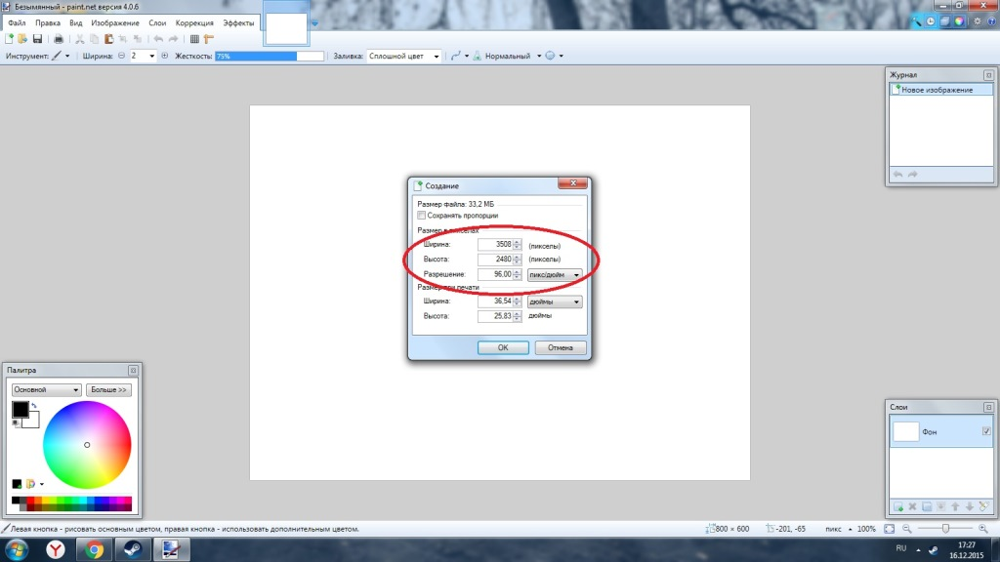 Безымянный - paint.net версия 4.0.6
Файл Правка Вид Изображение Слои Коррекция Эффекты
Инструмент: Ширина: 2 Жесткость: 75% Заливка: Сплошной цвет Нормальный
Журнал
Новое изображение
Создание
Размер файла: 33,2 МБ
Сохранять пропорции
Размер в пикселах
Ширина: 3508 (пикселы)
Высота: 2480 (пикселы)
Разрешение: 96,00 пикс/дюйм
Размер при печати
Ширина: 36,54 дюймы
Высота: 25,83 дюймы
OK Отмена
Палитра
Основной Больше >>
Слои
Фон
Левая кнопка - рисовать основным цветом, правая кнопка - использовать дополнительным цветом.
800 × 600 -201, -65 пикс 100%
RU 17:27
16.12.2015